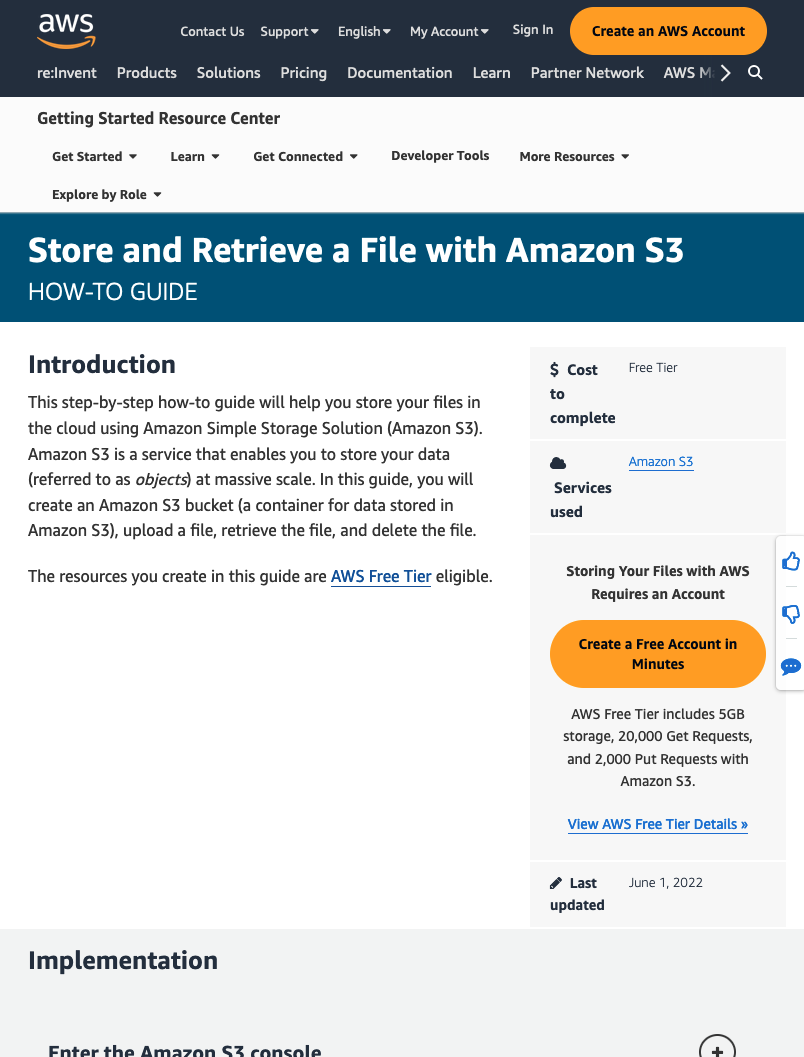 aws
Contact Us Support English My Account Sign In Create an AWS Account
re:Invent Products Solutions Pricing Documentation Learn Partner Network AWS
Getting Started Resource Center
Get Started Learn Get Connected Developer Tools More Resources
Explore by Role
Store and Retrieve a File with Amazon S3
HOW-TO GUIDE
Introduction
This step-by-step how-to guide will help you store your files in
the cloud using Amazon Simple Storage Solution (Amazon S3).
Amazon S3 is a service that enables you to store your data
(referred to as objects) at massive scale. In this guide, you will
create an Amazon S3 bucket (a container for data stored in
Amazon S3), upload a file, retrieve the file, and delete the file.
The resources you create in this guide are AWS Free Tier eligible.
$ Cost Free Tier
to
complete
Amazon S3
Services
used
Storing Your Files with AWS
Requires an Account
Create a Free Account in
Minutes
AWS Free Tier includes 5GB
storage, 20,000 Get Requests,
and 2,000 Put Requests with
Amazon S3.
View AWS Free Tier Details »
Last June 1, 2022
updated
Implementation
Enter the Amazon S3 console